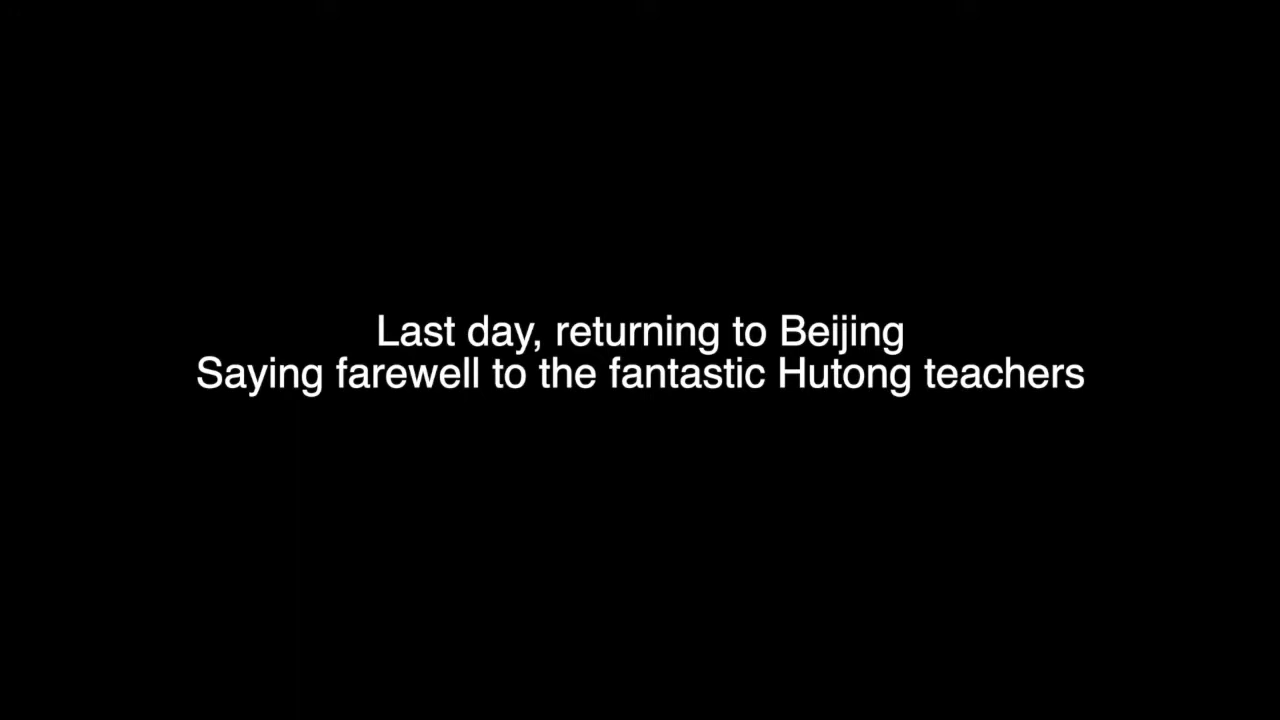 Last day, returning to Beijing
Saying farewell to the fantastic Hutong teachers